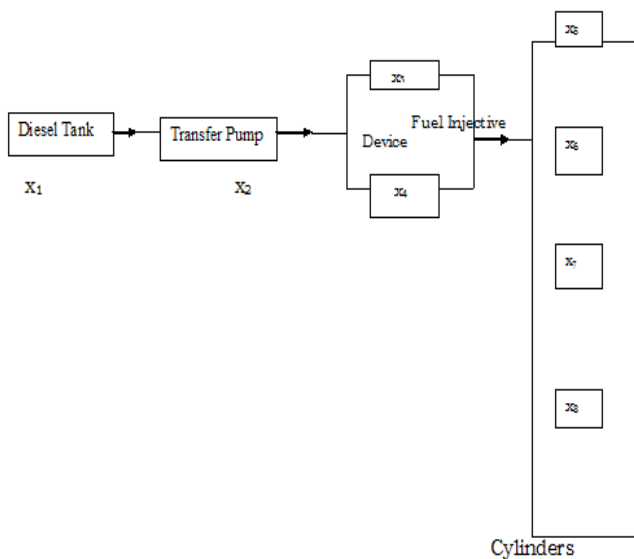 x₅
x₃
Diesel Tank
Transfer Pump
Fuel Injective
Device
x₆
X₁
X₂
x₄
x₇
x₈
Cylinders